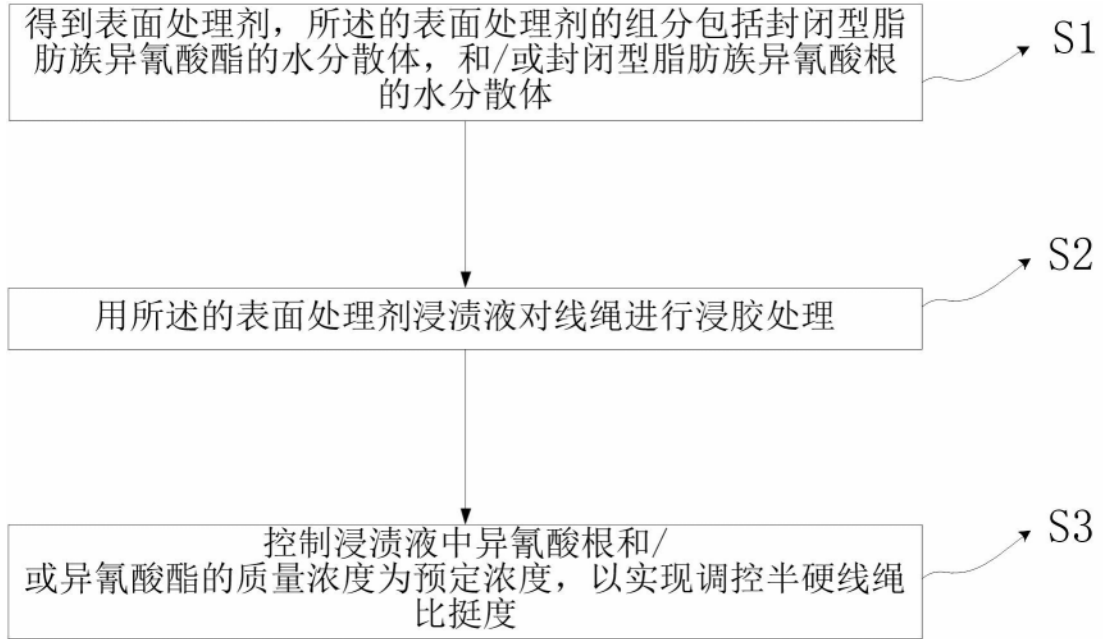 得到表面处理剂，所述的表面处理剂的组分包括封闭型脂
肪族异氰酸酯的水分散体，和/或封闭型脂肪族异氰酸根
的水分散体
S1
S2
用所述的表面处理剂浸渍液对线绳进行浸胶处理
控制浸渍液中异氰酸根和/
或异氰酸酯的质量浓度为预定浓度，以实现调控半硬线绳
比挺度
S3